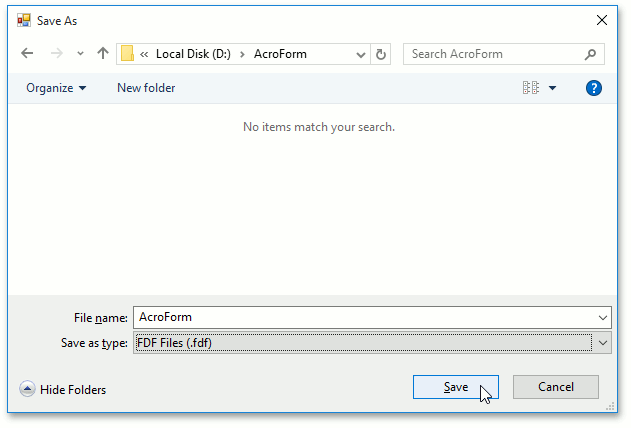 Save As
« Local Disk (D:) > AcroForm
Search AcroForm
Organize
New folder
?
No items match your search.
File name: AcroForm
Save as type: FDF Files (.fdf)
Hide Folders
Save
Cancel